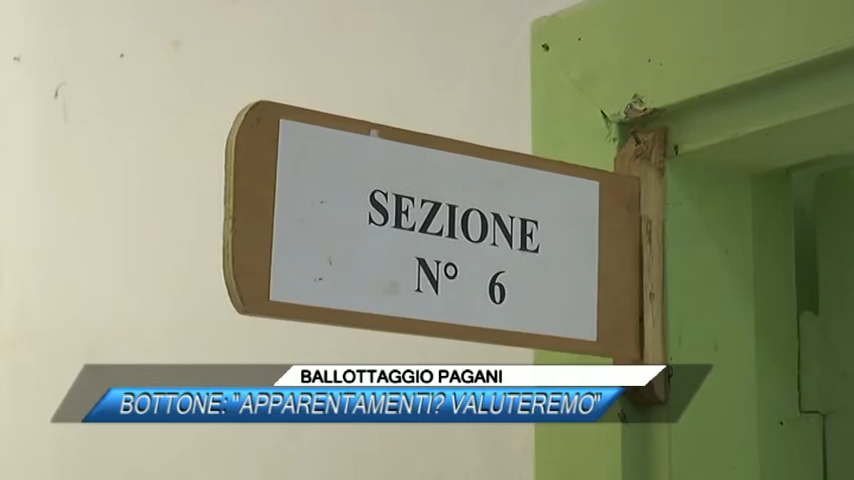 SEZIONE
N° 6
BALLOTTAGGIO PAGANI
BOTTONE: "APPARENTAMENTI? VALUTEREMO"